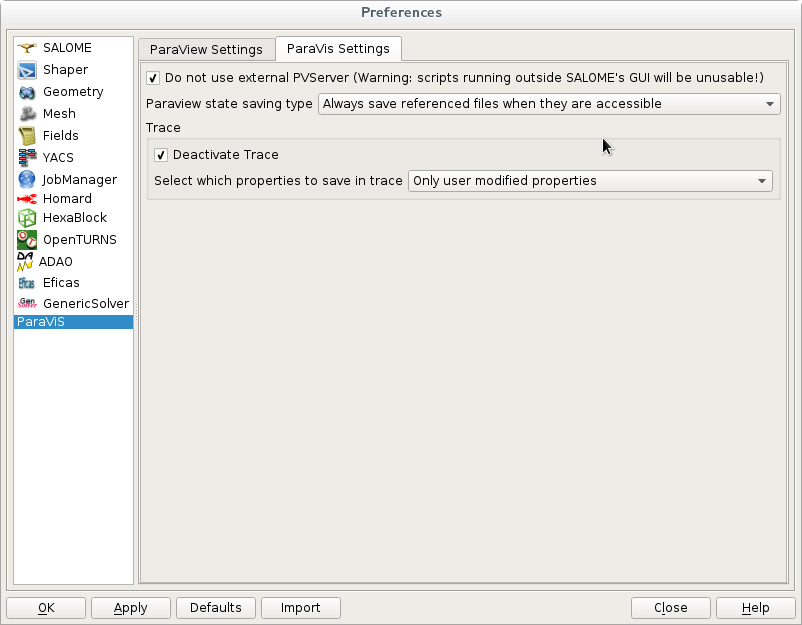 Preferences
SALOME
Shaper
Geometry
Mesh
Fields
YACS
JobManager
Homard
HexaBlock
OpenTURNS
ADAO
Eficas
GenericSolver
ParaViS
ParaView Settings
ParaVis Settings
Do not use external PVServer (Warning: scripts running outside SALOME's GUI will be unusable!)
Paraview state saving type Always save referenced files when they are accessible
Trace
Deactivate Trace
Select which properties to save in trace Only user modified properties
OK Apply Defaults Import Close Help